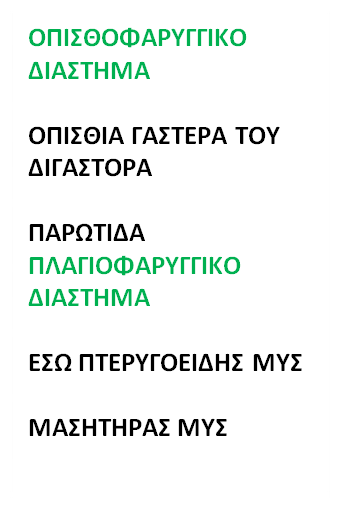 ΟΠΙΣΘΟΦΑΡΥΓΓΙΚΟ
ΔΙΑΣΤΗΜΑ
ΟΠΙΣΘΙΑ ΓΑΣΤΕΡΑ ΤΟΥ
ΔΙΓΑΣΤΟΡΑ
ΠΑΡΩΤΙΔΑ
ΠΛΑΓΙΟΦΑΡΥΓΓΙΚΟ
ΔΙΑΣΤΗΜΑ
ΕΣΩ ΠΤΕΡΥΓΟΕΙΔΗΣ ΜΥΣ
ΜΑΣΗΤΗΡΑΣ ΜΥΣ